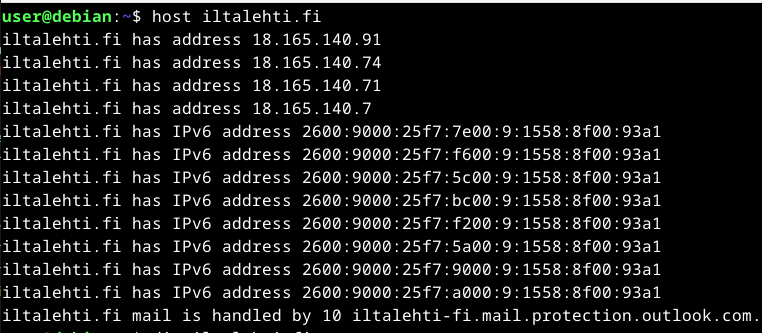 user@debian:~$ host iltalehti.fi
iltalehti.fi has address 18.165.140.91
iltalehti.fi has address 18.165.140.74
iltalehti.fi has address 18.165.140.71
iltalehti.fi has address 18.165.140.7
iltalehti.fi has IPv6 address 2600:9000:25f7:7e00:9:1558:8f00:93a1
iltalehti.fi has IPv6 address 2600:9000:25f7:f600:9:1558:8f00:93a1
iltalehti.fi has IPv6 address 2600:9000:25f7:5c00:9:1558:8f00:93a1
iltalehti.fi has IPv6 address 2600:9000:25f7:bc00:9:1558:8f00:93a1
iltalehti.fi has IPv6 address 2600:9000:25f7:f200:9:1558:8f00:93a1
iltalehti.fi has IPv6 address 2600:9000:25f7:5a00:9:1558:8f00:93a1
iltalehti.fi has IPv6 address 2600:9000:25f7:9000:9:1558:8f00:93a1
iltalehti.fi has IPv6 address 2600:9000:25f7:a000:9:1558:8f00:93a1
iltalehti.fi mail is handled by 10 iltalehti-fi.mail.protection.outlook.com.